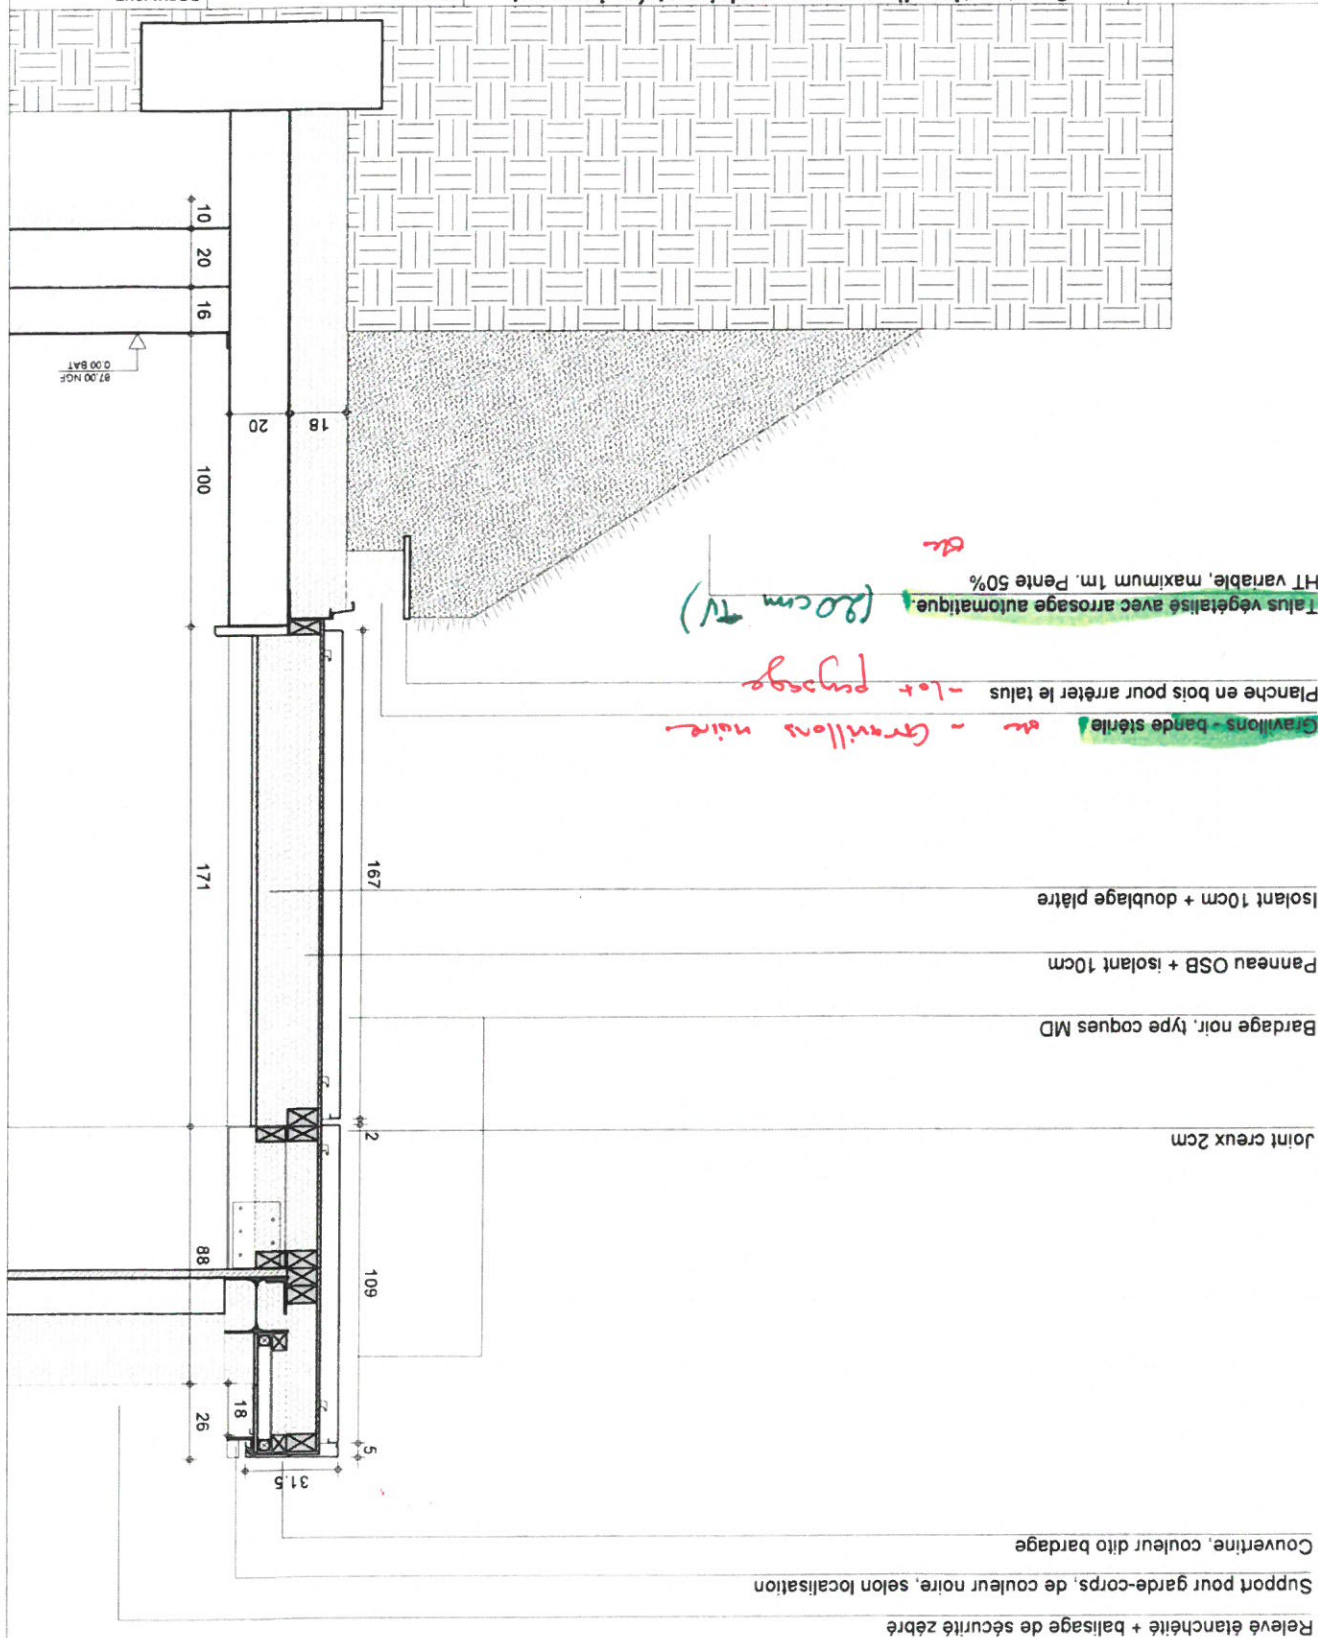 Relevé étanchéité + balisage de sécurité zébré
Support pour garde-corps, de couleur noire, selon localisation
Couvertine, couleur dito bardage
31.5
5
18
26
109
88
Joint creux 2cm
2
Bardage noir, type coques MD
Panneau OSB + isolant 10cm
Isolant 10cm + doublage plâtre
167
171
Gravillons - bande stérile
- Gravillons noire
Planche en bois pour arrêter le talus
- Lot paysage
Talus végétalisé avec arrosage automatique.
(20 cm TV)
HT variable, maximum 1m. Pente 50%
100
18
20
87.00 NGF
0.00 BAT
16
20
10